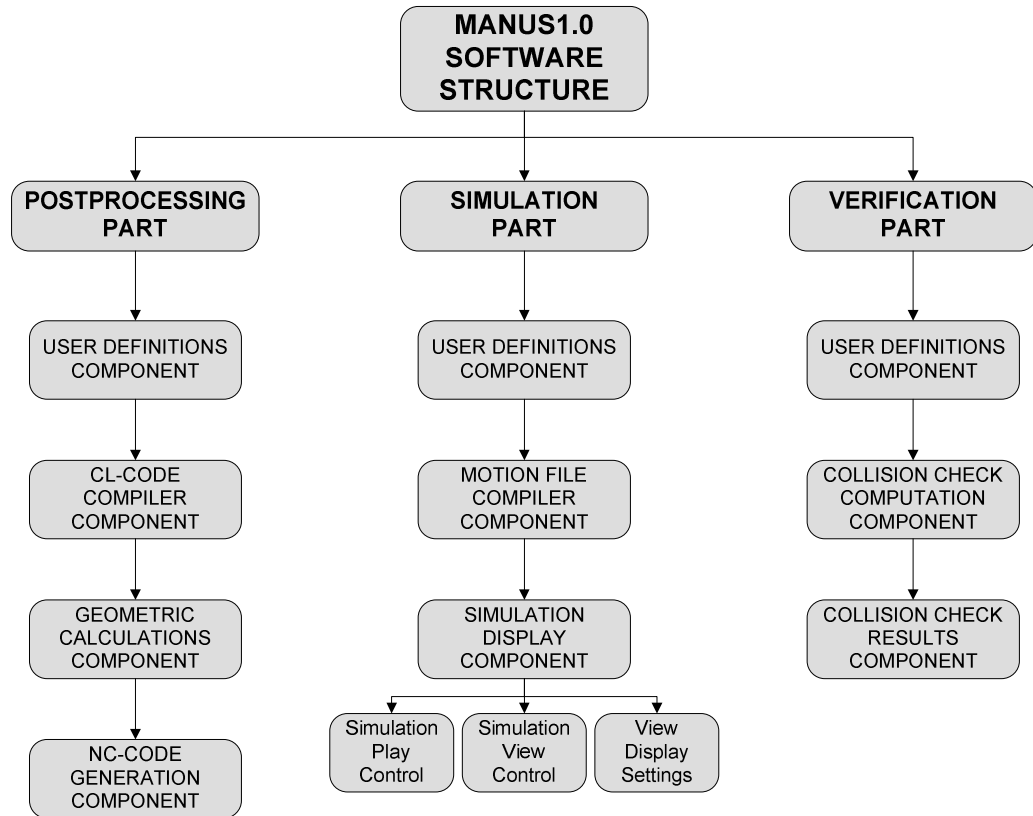 MANUS1.0
SOFTWARE
STRUCTURE
POSTPROCESSING
PART
SIMULATION
PART
VERIFICATION
PART
USER DEFINITIONS
COMPONENT
USER DEFINITIONS
COMPONENT
USER DEFINITIONS
COMPONENT
CL-CODE
COMPILER
COMPONENT
MOTION FILE
COMPILER
COMPONENT
COLLISION CHECK
COMPUTATION
COMPONENT
GEOMETRIC
CALCULATIONS
COMPONENT
SIMULATION
DISPLAY
COMPONENT
COLLISION CHECK
RESULTS
COMPONENT
Simulation
Play
Control
Simulation
View
Control
View
Display
Settings
NC-CODE
GENERATION
COMPONENT